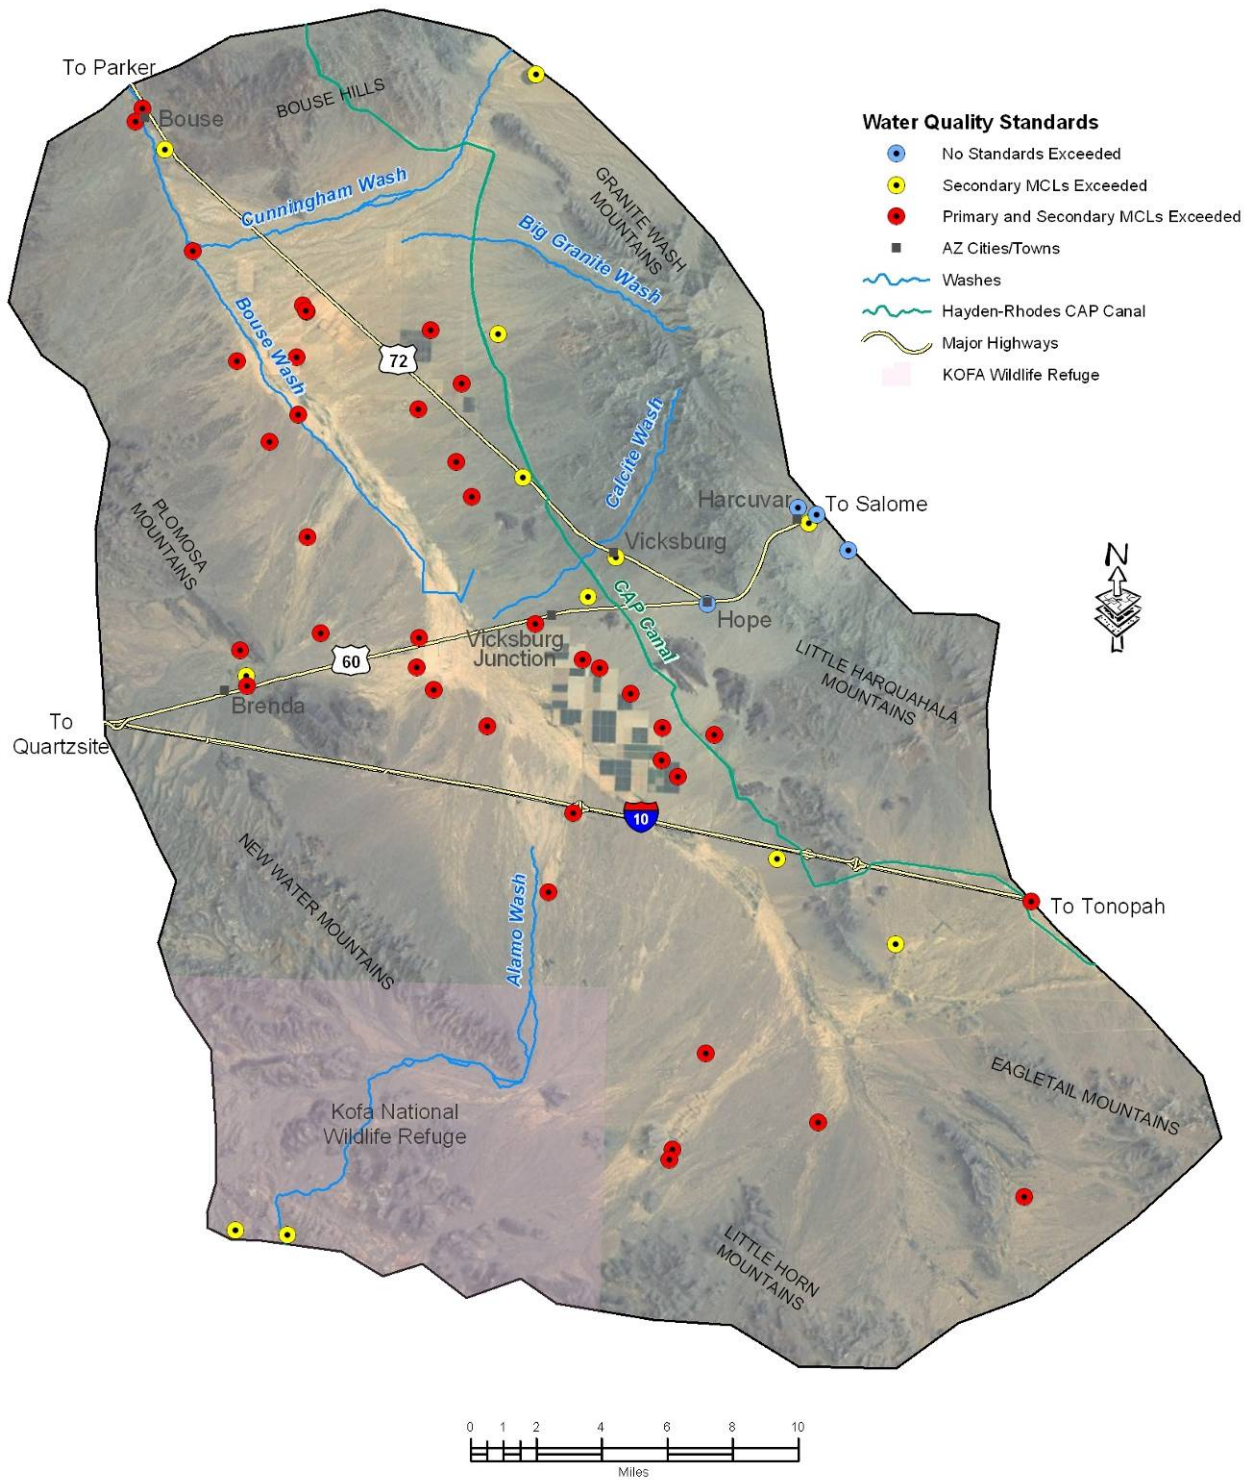 To Parker
Bouse
BOUSE HILLS
Cunningham Wash
GRANITE WASH
MOUNTAINS
Big Granite Wash
Bouse Wash
72
Calcite Wash
PLOMOSA
MOUNTAINS
Harcuvar
To Salome
Vicksburg
Hope
CAP Canal
Vicksburg
Junction
60
Brenda
To
Quartzsite
LITTLE HARQUAHALA
MOUNTAINS
10
NEW WATER MOUNTAINS
Alamo Wash
To Tonopah
Kofa National
Wildlife Refuge
EAGLETAIL MOUNTAINS
LITTLE HORN
MOUNTAINS
Water Quality Standards
No Standards Exceeded
Secondary MCLs Exceeded
Primary and Secondary MCLs Exceeded
AZ Cities/Towns
Washes
Hayden-Rhodes CAP Canal
Major Highways
KOFA Wildlife Refuge
N
0 1 2 4 6 8 10
Miles